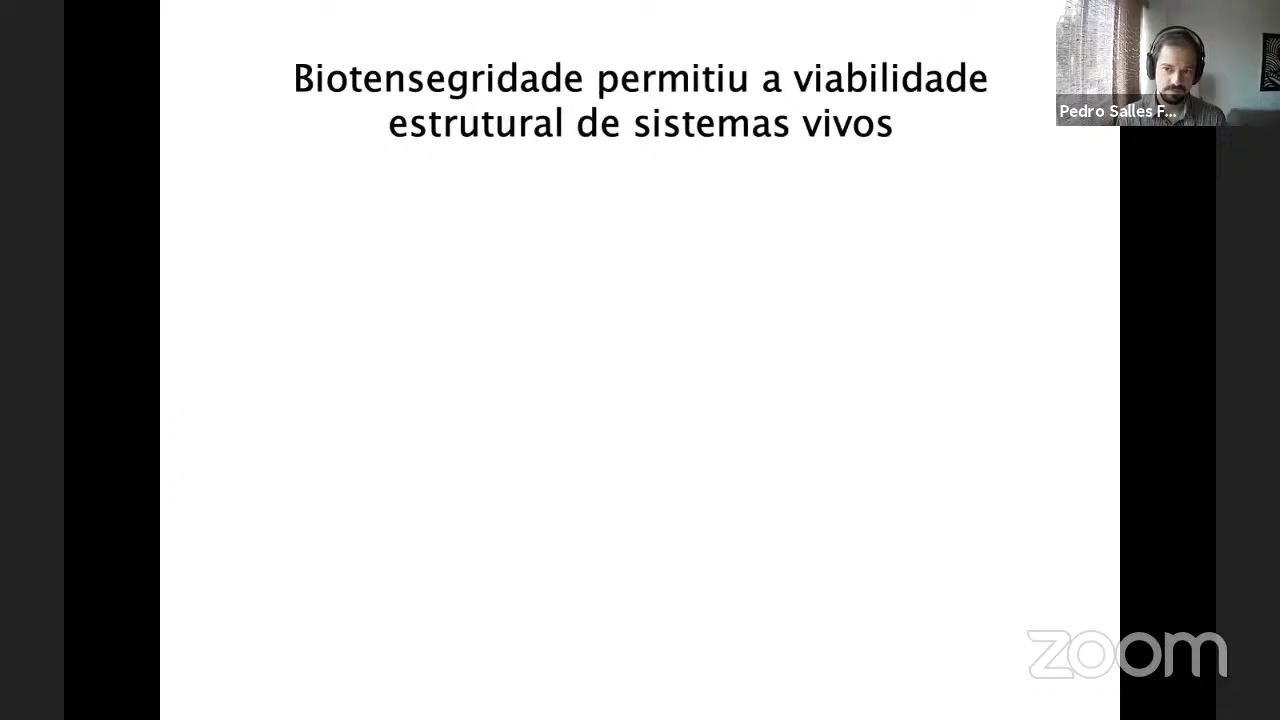 Biotensegridade permitiu a viabilidade
estrutural de sistemas vivos
Pedro Salles F...
zoom